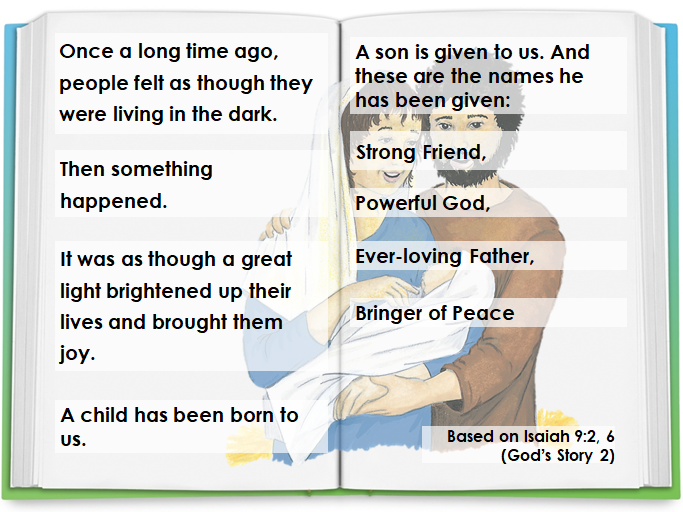 Once a long time ago,
people felt as though they
were living in the dark.
Then something
happened.
It was as though a great
light brightened up their
lives and brought them
joy.
A child has been born to
us.
A son is given to us. And
these are the names he
has been given:
Strong Friend,
Powerful God,
Ever-loving Father,
Bringer of Peace
Based on Isaiah 9:2, 6
(God’s Story 2)